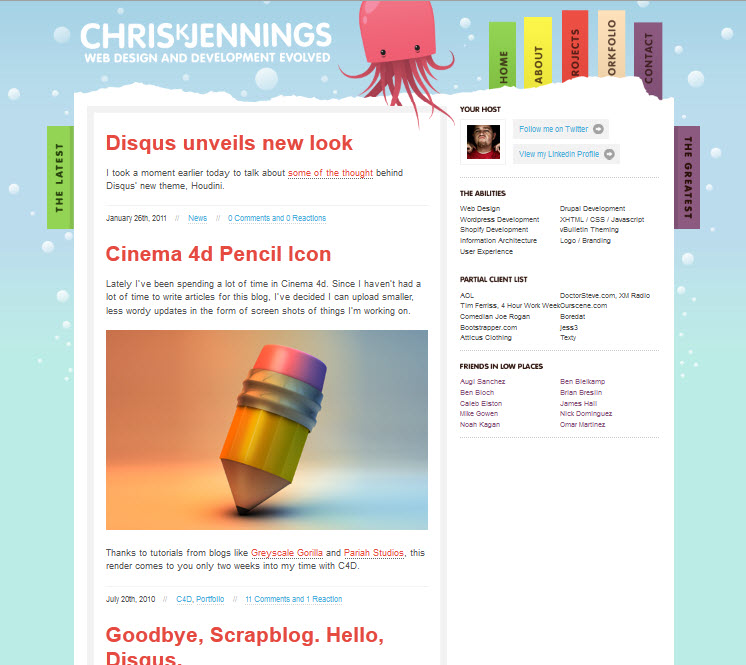 CHRISKJENNINGS
WEB DESIGN AND DEVELOPMENT EVOLVED
HOME
ABOUT
ROJECTS
ORKFOLIO
CONTACT
THE LATEST
THE GREATEST
Disqus unveils new look
I took a moment earlier today to talk about some of the thought behind
Disqus' new theme, Houdini.
January 26th, 2011 // News // 0 Comments and 0 Reactions
Cinema 4d Pencil Icon
Lately I've been spending a lot of time in Cinema 4d. Since I haven't had a
lot of time to write articles for this blog, I've decided I can upload smaller,
less wordy updates in the form of screen shots of things I'm working on.
Thanks to tutorials from blogs like Greyscale Gorilla and Pariah Studios, this
render comes to you only two weeks into my time with C4D.
July 20th, 2010 // C4D, Portfolio // 11 Comments and 1 Reaction
Goodbye, Scrapblog. Hello,
Disqus.
YOUR HOST
Follow me on Twitter
View my Linkedin Profile
THE ABILITIES
Web Design
Wordpress Development
Shopify Development
Information Architecture
User Experience
Drupal Development
XHTML / CSS / Javascript
vBulletin Theming
Logo / Branding
PARTIAL CLIENT LIST
AOL
Tim Ferriss, 4 Hour Work Week
Comedian Joe Rogan
Bootstrapper.com
Atticus Clothing
DoctorSteve.com, XM Radio
Ourscene.com
Boredat
jess3
Texty
FRIENDS IN LOW PLACES
Augi Sanchez
Ben Bloch
Caleb Elston
Mike Gowen
Noah Kagan
Ben Bleikamp
Brian Breslin
James Hall
Nick Dominguez
Omar Martinez